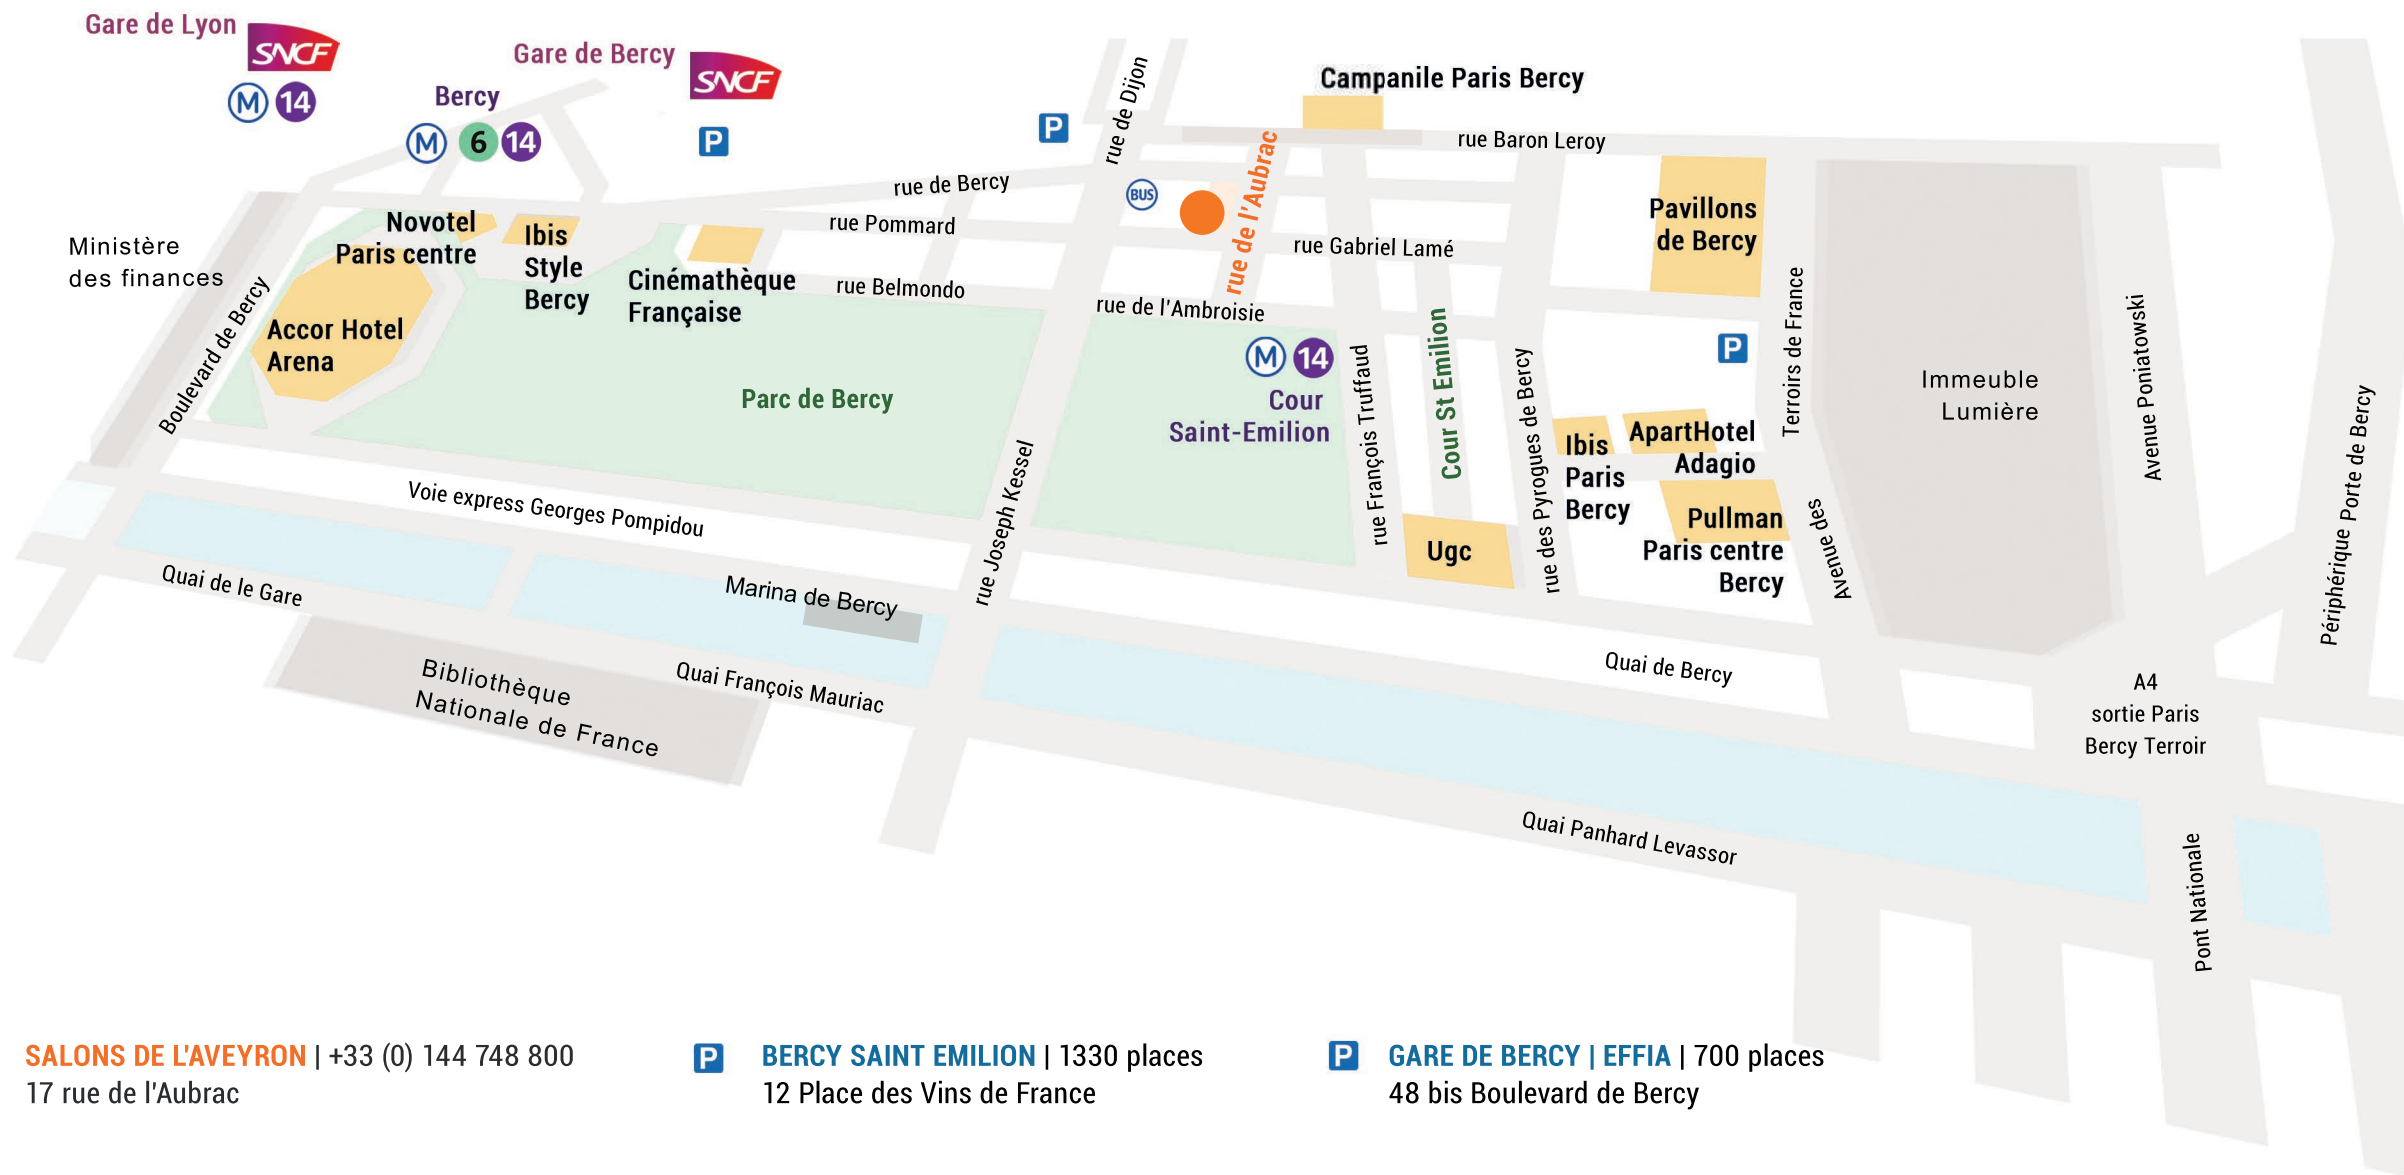 Gare de Lyon
SNCF
M 14
Bercy
M 6 14
Gare de Bercy
SNCF
P
P
rue de Dijon
Campanile Paris Bercy
rue Baron Leroy
rue de Bercy
BUS
rue de l'Aubrac
rue Pommard
rue Gabriel Lamé
Pavillons
de Bercy
Ministère
des finances
Novotel
Paris centre
Ibis
Style
Bercy
Cinémathèque
Française
rue Belmondo
rue de l'Ambroisie
Boulevard de Bercy
Accor Hotel
Arena
Parc de Bercy
M 14
Cour
Saint-Emilion
rue François Truffaud
Cour St Emilion
rue des Pyrogues de Bercy
P
Terroirs de France
Avenue des
Immeuble
Lumière
Avenue Poniatowski
Périphérique Porte de Bercy
Ibis
Paris
Bercy
ApartHotel
Adagio
Pullman
Paris centre
Bercy
Ugc
Voie express Georges Pompidou
rue Joseph Kessel
Quai de le Gare
Marina de Bercy
Bibliothèque
Nationale de France
Quai François Mauriac
Quai de Bercy
A4
sortie Paris
Bercy Terroir
Quai Panhard Levassor
Pont Nationale
SALONS DE L'AVEYRON | +33 (0) 144 748 800
17 rue de l'Aubrac
P BERCY SAINT EMILION | 1330 places
12 Place des Vins de France
P GARE DE BERCY | EFFIA | 700 places
48 bis Boulevard de Bercy